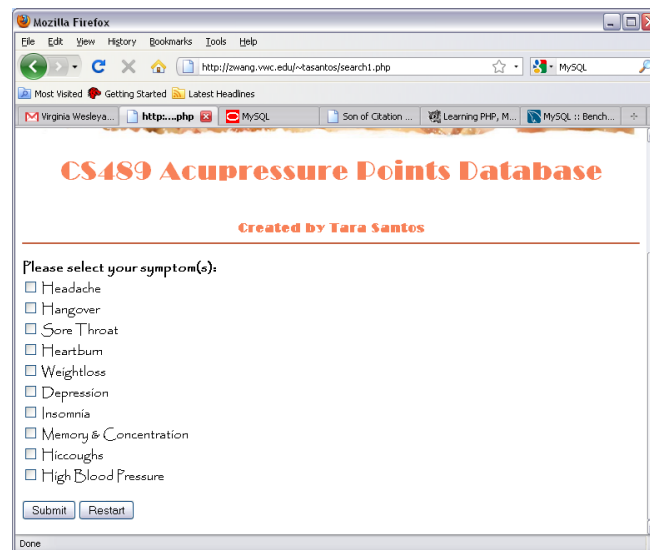 Mozilla Firefox
File Edit View History Bookmarks Tools Help
http://zwang.vwc.edu/~tasantos/search1.php MySQL
Most Visited Getting Started Latest Headlines
Virginia Wesleya... http:....php MySQL Son of Citation ... Learning PHP, M... MySQL :: Bench...
CS489 Acupressure Points Database
Created by Tara Santos
Please select your symptom(s):
Headache
Hangover
Sore Throat
Heartburn
Weightloss
Depression
Insomnia
Memory & Concentration
Hiccoughs
High Blood Pressure
Submit Restart
Done